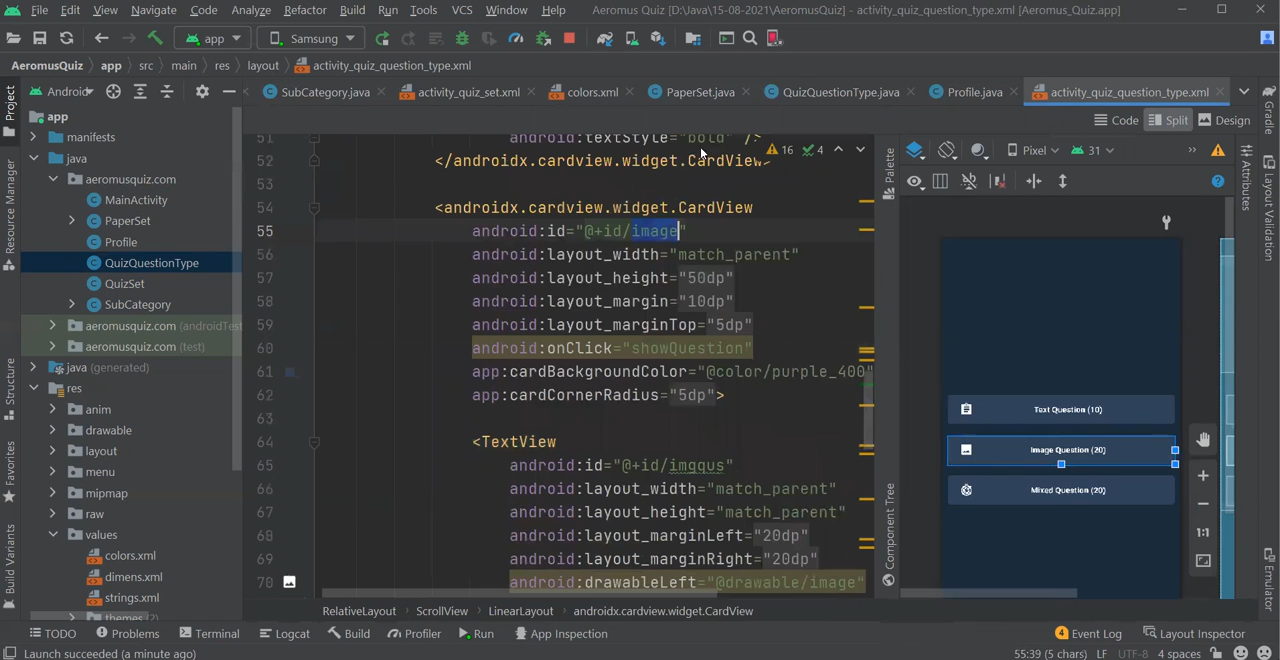 File Edit View Navigate Code Analyze Refactor Build Run Tools VCS Window Help Aeromus Quiz [D:\Java\15-08-2021\AeromusQuiz] - activity_quiz_question_type.xml [Aeromus_Quiz.app]
app Samsung
AeromusQuiz app src main res layout activity_quiz_question_type.xml
Android
SubCategory.java activity_quiz_set.xml colors.xml PaperSet.java QuizQuestionType.java Profile.java activity_quiz_question_type.xml
Code Split Design
Project
Resource Manager
Structure
Favorites
Build Variants
app
manifests
java
aeromusquiz.com
MainActivity
PaperSet
Profile
QuizQuestionType
QuizSet
SubCategory
aeromusquiz.com (androidTest
aeromusquiz.com (test)
java (generated)
res
anim
drawable
layout
menu
mipmap
raw
values
colors.xml
dimens.xml
strings.xml
themes (2)
51 android:textStyle="bold" />
52 </androidx.cardview.widget.CardView>
53
54 <androidx.cardview.widget.CardView
55 android:id="@+id/image"
56 android:layout_width="match_parent"
57 android:layout_height="50dp"
58 android:layout_margin="10dp"
59 android:layout_marginTop="5dp"
60 android:onClick="showQuestion"
61 app:cardBackgroundColor="@color/purple_400"
62 app:cardCornerRadius="5dp">
63
64 <TextView
65 android:id="@+id/imgqus"
66 android:layout_width="match_parent"
67 android:layout_height="match_parent"
68 android:layout_marginLeft="20dp"
69 android:layout_marginRight="20dp"
70 android:drawableLeft="@drawable/image"
16 4
RelativeLayout ScrollView LinearLayout androidx.cardview.widget.CardView
Palette
Component Tree
Pixel 31
Text Question (10)
Image Question (20)
Mixed Question (20)
1:1
Attributes
Gradle
Layout Validation
Emulator
TODO Problems Terminal Logcat Build Profiler Run App Inspection 4 Event Log Layout Inspector
Launch succeeded (a minute ago) 55:39 (5 chars) LF UTF-8 4 spaces